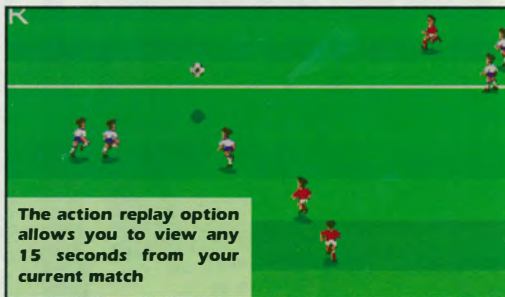 R
The action replay option
allows you to view any
15 seconds from your
current match